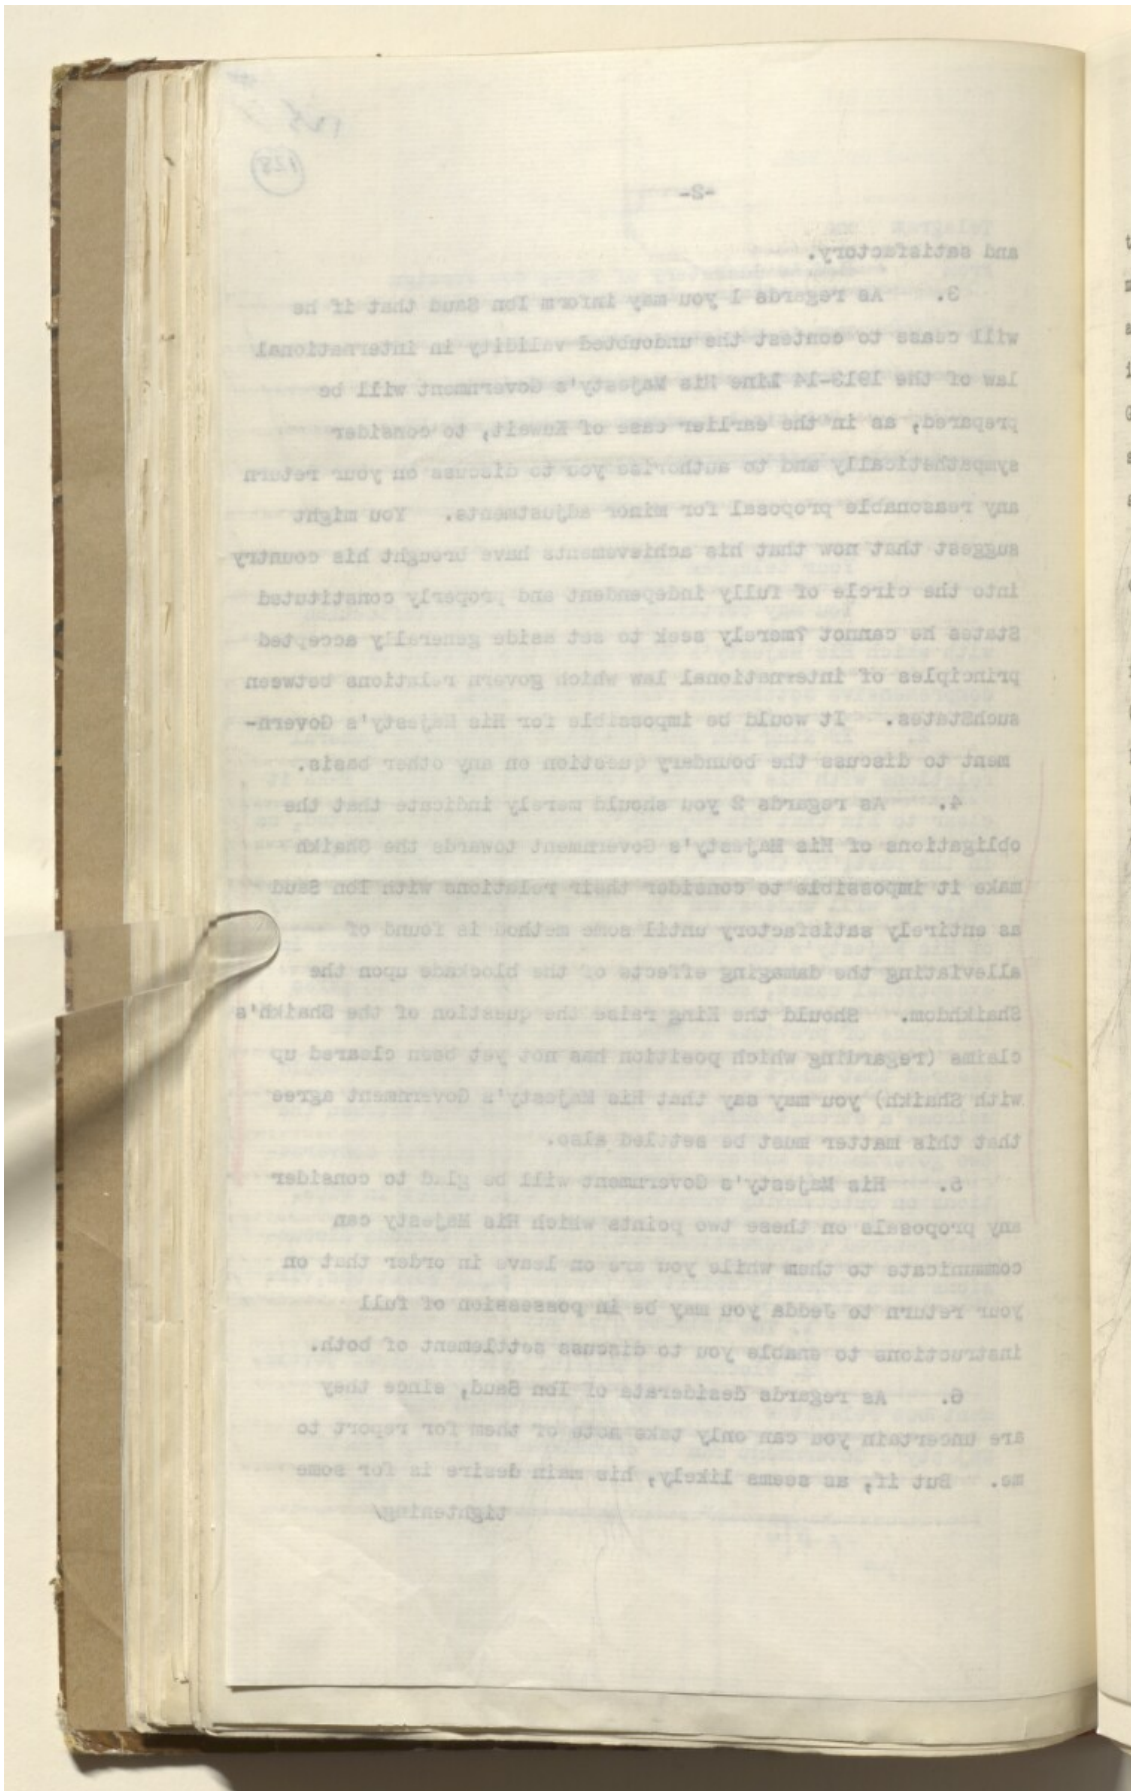 128
-2-
and satisfactory.
3. As regards 1 you may inform Ibn Saud that if he
will cease to contest the undoubted validity in international
law of the 1913-14 Line His Majesty's Government will be
prepared, as in the earlier case of Kuweit, to consider
sympathetically and to authorise you to discuss on your return
any reasonable proposal for minor adjustments. You might
suggest that now that his achievements have brought his country
into the circle of fully independent and properly constituted
States he cannot ?merely seek to set aside generally accepted
principles of international law which govern relations between
suchStates. It would be impossible for His Majesty's Govern-
ment to discuss the boundary question on any other basis.
4. As regards 2 you should merely indicate that the
obligations of His Majesty's Government towards the Shaikh
make it impossible to consider their relations with Ibn Saud
as entirely satisfactory until some method is found of
alleviating the damaging effects of the blockade upon the
Shaikhdom. Should the King raise the question of the Shaikh's
claims (regarding which position has not yet been cleared up
with Shaikh) you may say that His Majesty's Government agree
that this matter must be settled also.
5. His Majesty's Government will be glad to consider
any proposals on these two points which His Majesty can
communicate to them while you are on leave in order that on
your return to Jedda you may be in possession of full
instructions to enable you to discuss settlement of both.
6. As regards desiderata of Ibn Saud, since they
are uncertain you can only take note of them for report to
me. But if, as seems likely, his main desire is for some
tightening/